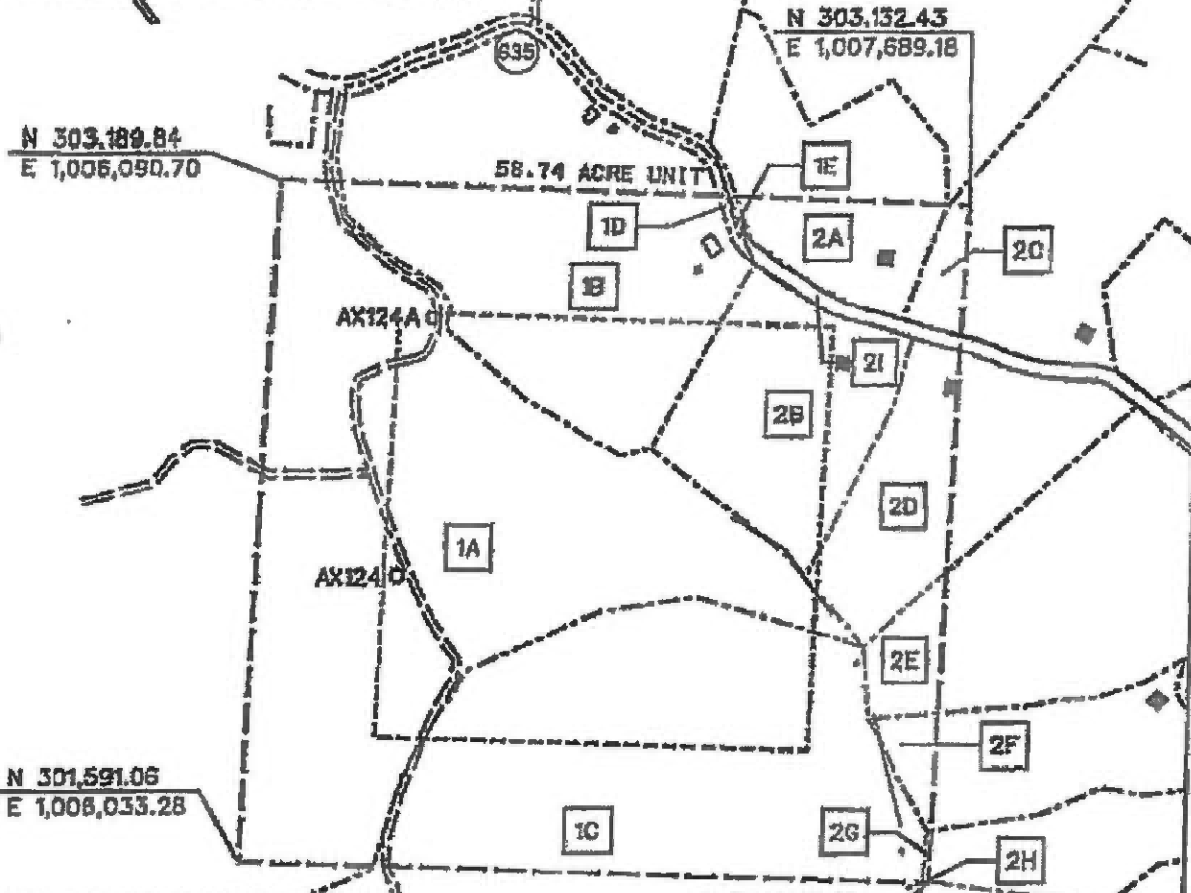 N 303,132.43
E 1,007,689.18
635
N 303,189.84
E 1,006,090.70
58.74 ACRE UNIT
1E
1D
2A
2C
1B
AX124A
2I
2B
2D
1A
AX124
2E
2F
N 301,591.06
E 1,006,033.28
1C
2G
2H